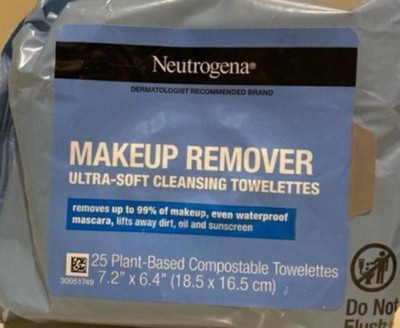 Neutrogena®
DERMATOLOGIST RECOMMENDED BRAND
MAKEUP REMOVER
ULTRA-SOFT CLEANSING TOWELETTES
removes up to 99% of makeup, even waterproof
mascara, lifts away dirt, oil and sunscreen
25 Plant-Based Compostable Towelettes
7.2" x 6.4" (18.5 x 16.5 cm)
30051749
Do Not
Flush